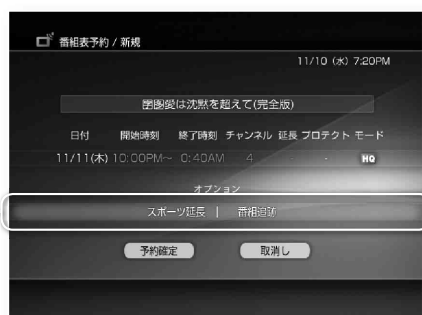 番組表予約 / 新規
11/10 (水) 7:20PM
愛は沈黙を超えて(完全版)
日付 開始時刻 終了時刻 チャンネル 延長 プロテクト モード
11/11(木) 10:00PM~ 0:40AM 4 - - HQ
オプション
スポーツ延長 | 番組追跡
予約確定 取消し